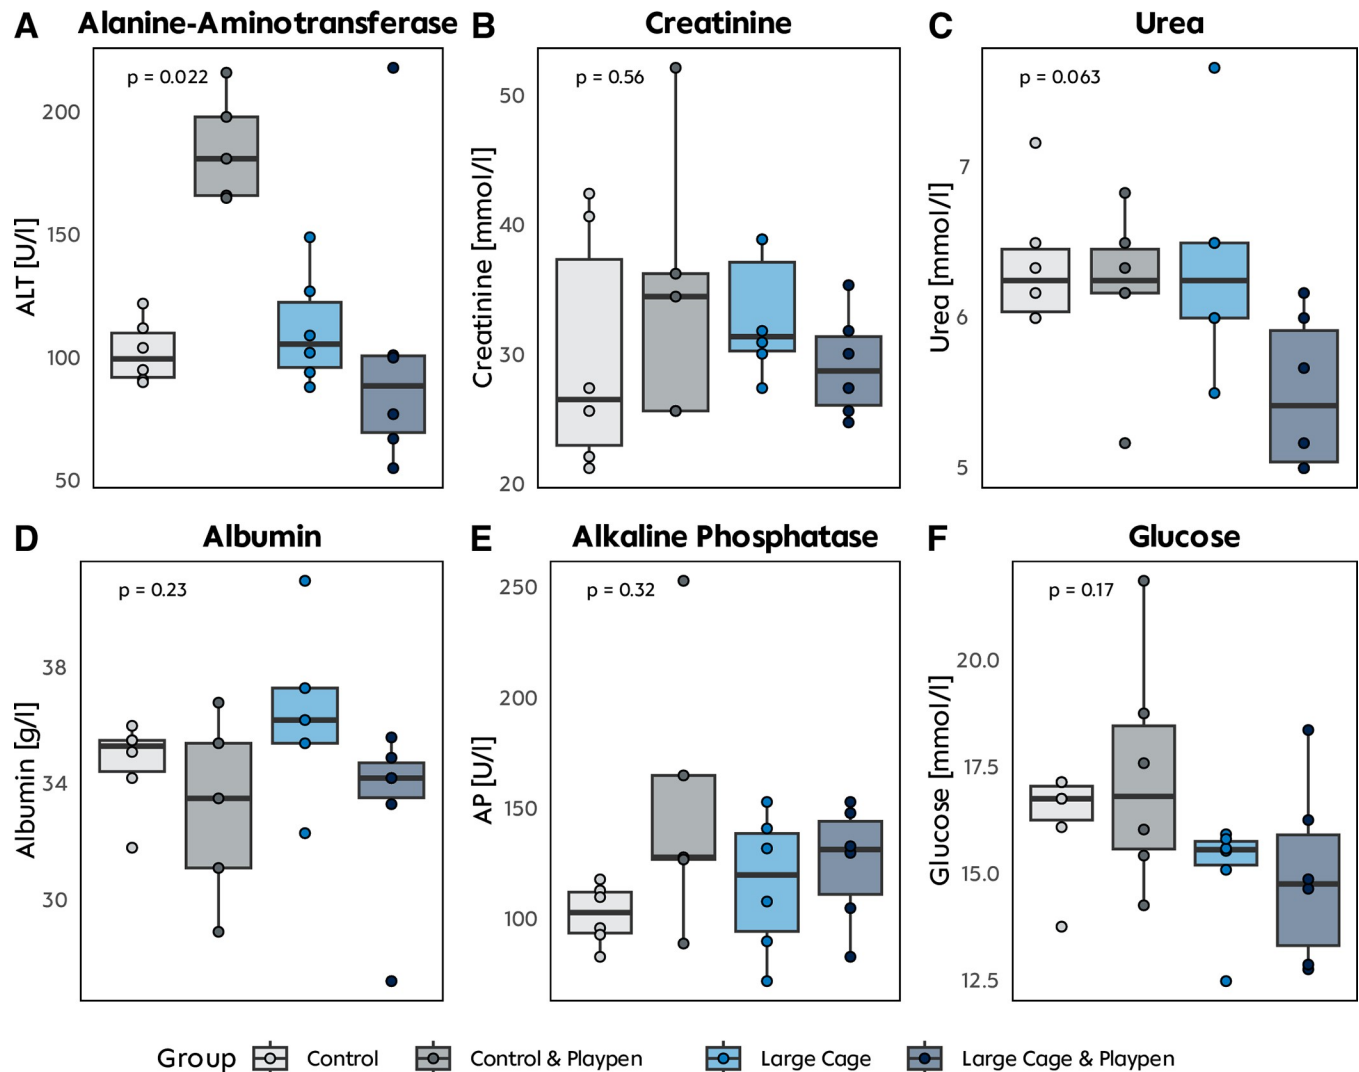 A Alanine-Aminotransferase
p = 0.022
ALT [U/l]
200
150
100
50
B Creatinine
p = 0.56
Creatinine [mmol/l]
50
40
30
20
C Urea
p = 0.063
Urea [mmol/l]
7
6
5
D Albumin
p = 0.23
Albumin [g/l]
38
34
30
E Alkaline Phosphatase
p = 0.32
AP [U/l]
250
200
150
100
F Glucose
p = 0.17
Glucose [mmol/l]
20.0
17.5
15.0
12.5
Group Control Control & Playpen Large Cage Large Cage & Playpen